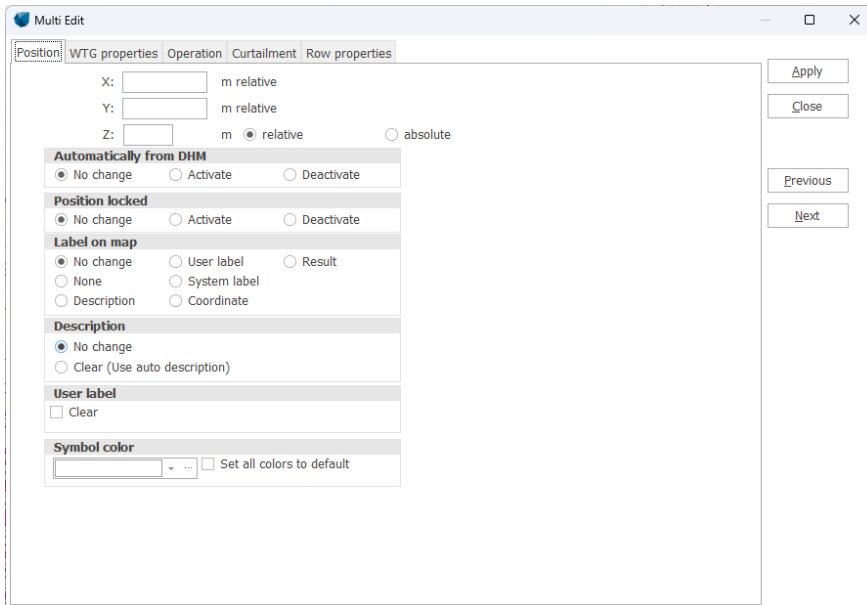 Multi Edit
Position WTG properties Operation Curtailment Row properties
X: m relative
Y: m relative
Z: m relative absolute
Automatically from DHM
No change Activate Deactivate
Position locked
No change Activate Deactivate
Label on map
No change User label Result
None System label
Description Coordinate
Description
No change
Clear (Use auto description)
User label
Clear
Symbol color
... Set all colors to default
Apply
Close
Previous
Next